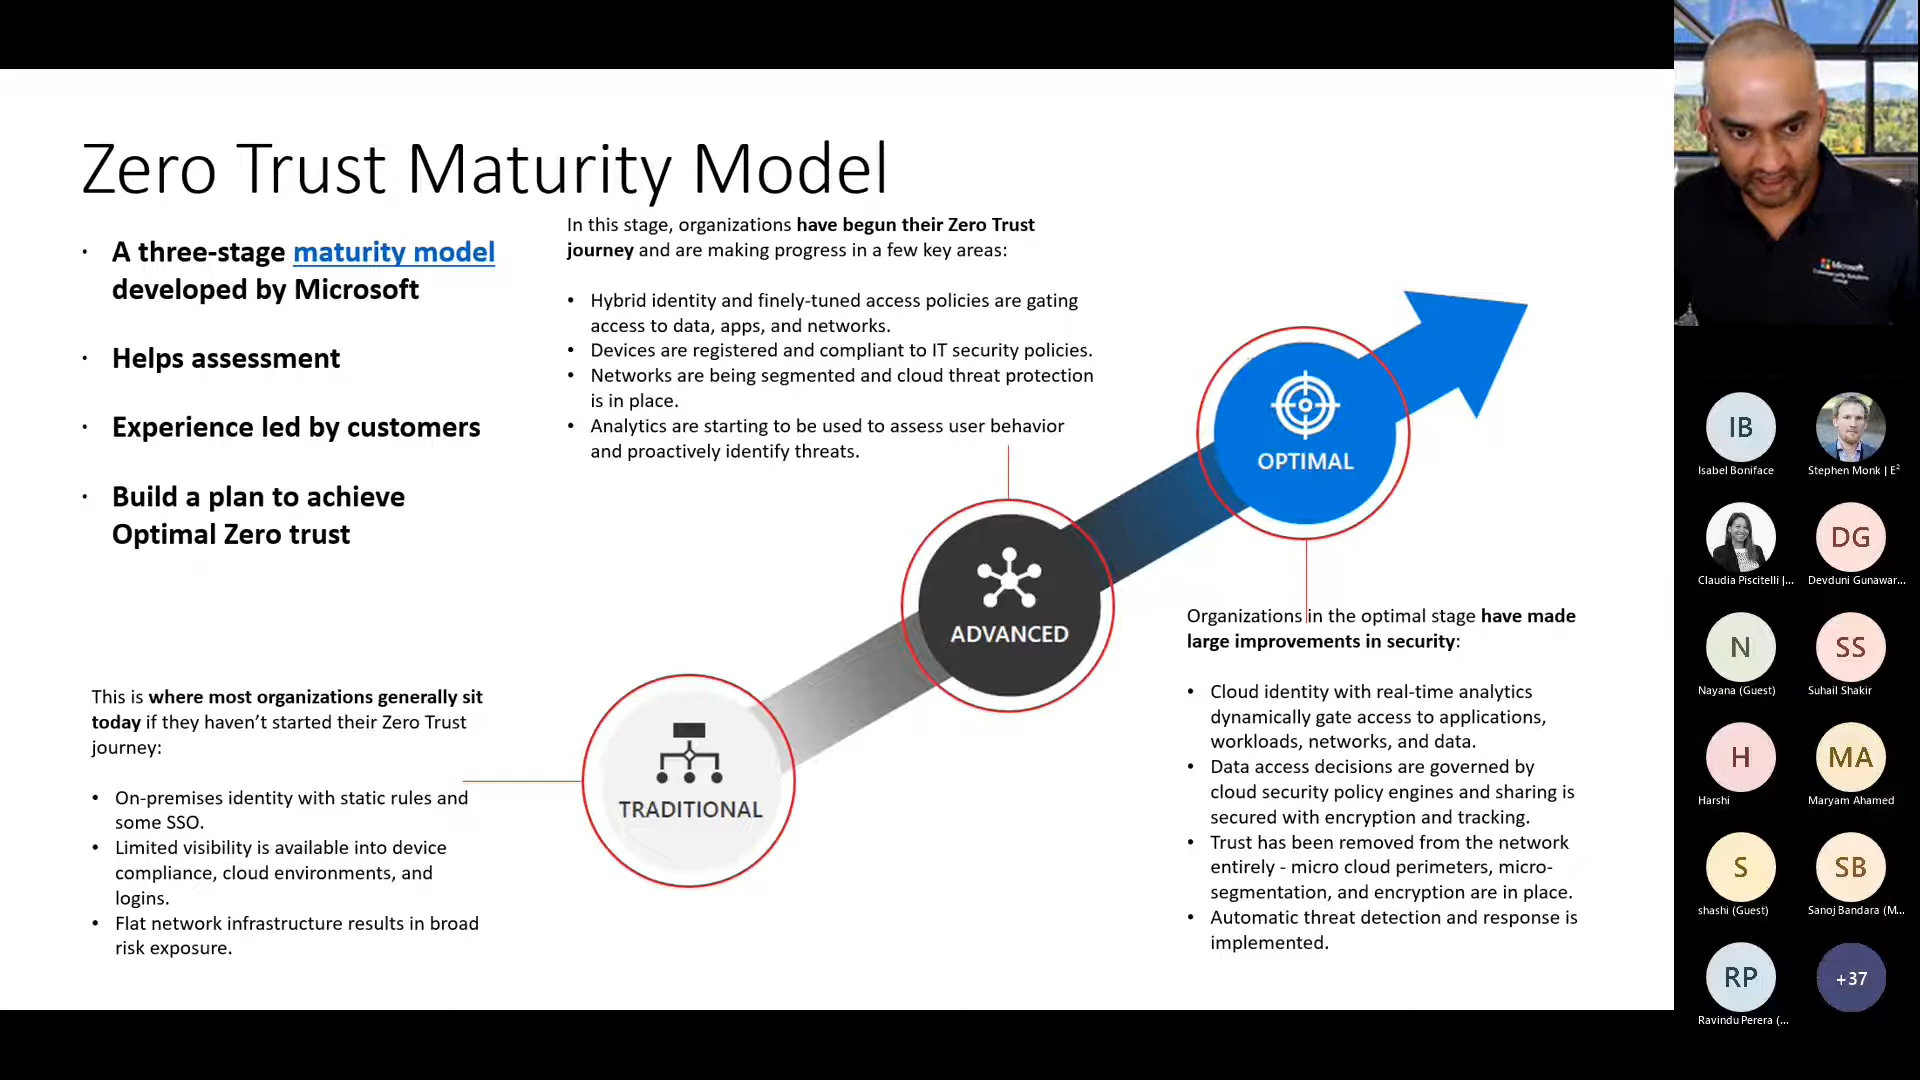 Zero Trust Maturity Model
· A three-stage maturity model
developed by Microsoft
· Helps assessment
· Experience led by customers
· Build a plan to achieve
Optimal Zero trust
In this stage, organizations have begun their Zero Trust
journey and are making progress in a few key areas:
• Hybrid identity and finely-tuned access policies are gating
access to data, apps, and networks.
• Devices are registered and compliant to IT security policies.
• Networks are being segmented and cloud threat protection
is in place.
• Analytics are starting to be used to assess user behavior
and proactively identify threats.
OPTIMAL
ADVANCED
TRADITIONAL
This is where most organizations generally sit
today if they haven’t started their Zero Trust
journey:
• On-premises identity with static rules and
some SSO.
• Limited visibility is available into device
compliance, cloud environments, and
logins.
• Flat network infrastructure results in broad
risk exposure.
Organizations in the optimal stage have made
large improvements in security:
• Cloud identity with real-time analytics
dynamically gate access to applications,
workloads, networks, and data.
• Data access decisions are governed by
cloud security policy engines and sharing is
secured with encryption and tracking.
• Trust has been removed from the network
entirely - micro cloud perimeters, micro-
segmentation, and encryption are in place.
• Automatic threat detection and response is
implemented.
Microsoft
IB
Isabel Boniface
Stephen Monk | E²
Claudia Piscitelli |...
DG
Devduni Gunawar...
N
Nayana (Guest)
SS
Suhail Shakir
H
Harshi
MA
Maryam Ahamed
S
shashi (Guest)
SB
Sanoj Bandara (M...
RP
Ravindu Perera (...
+37